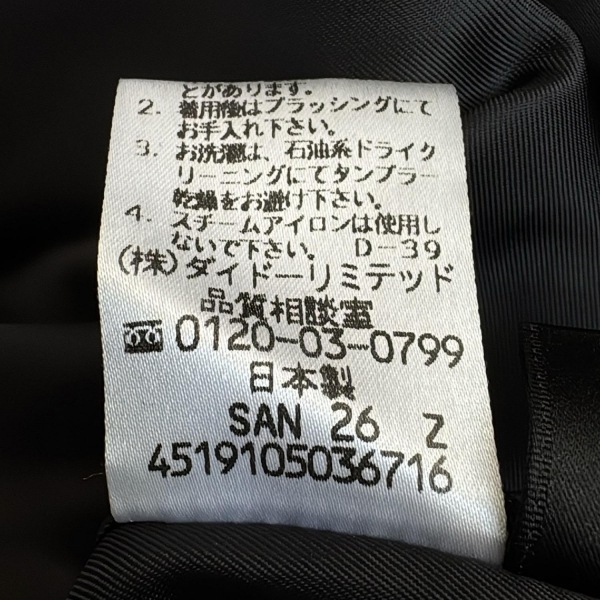 とがあります。
2. 着用後はブラッシングにて
お手入れ下さい。
3. お洗濯は、石油系ドライク
リーニングにてタンブラー
乾燥をお避け下さい。
4. スチームアイロンは使用し
ないで下さい。 D-39
(株)ダイドーリミテッド
品質相談室
0120-03-0799
日本製
SAN 26 Z
4519105036716